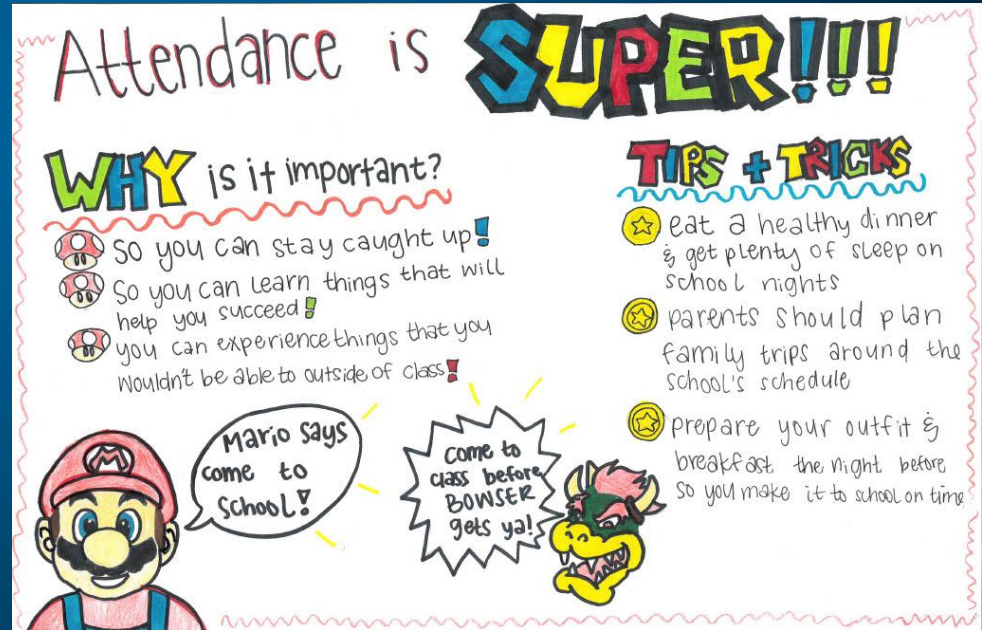 Attendance is SUPER!!!
WHY is it important?
So you can stay caught up!
So you can learn things that will
help you succeed!
you can experience things that you
wouldn't be able to outside of class!
TIPS + TRICKS
eat a healthy dinner
& get plenty of sleep on
school nights
parents should plan
family trips around the
school's schedule
prepare your outfit &
breakfast the night before
so you make it to school on time
M
Mario says
come to
school!
come to
class before
BOWSER
gets ya!